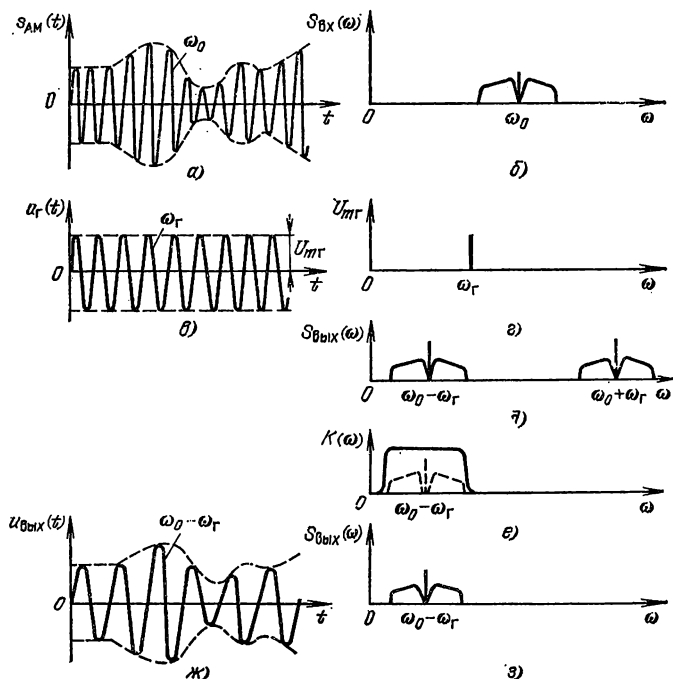 s_АМ(t)
ω₀
0
t
а)
S_вх(ω)
0
ω₀
ω
б)
u_г(t)
ω_г
U_mг
0
t
в)
U_mг
0
ω_г
ω
г)
S_вых(ω)
0
ω₀-ω_г
ω₀+ω_г
ω
д)
K(ω)
0
ω₀-ω_г
ω
е)
u_вых(t)
ω₀-ω_г
0
t
ж)
S_вых(ω)
0
ω₀-ω_г
ω
з)